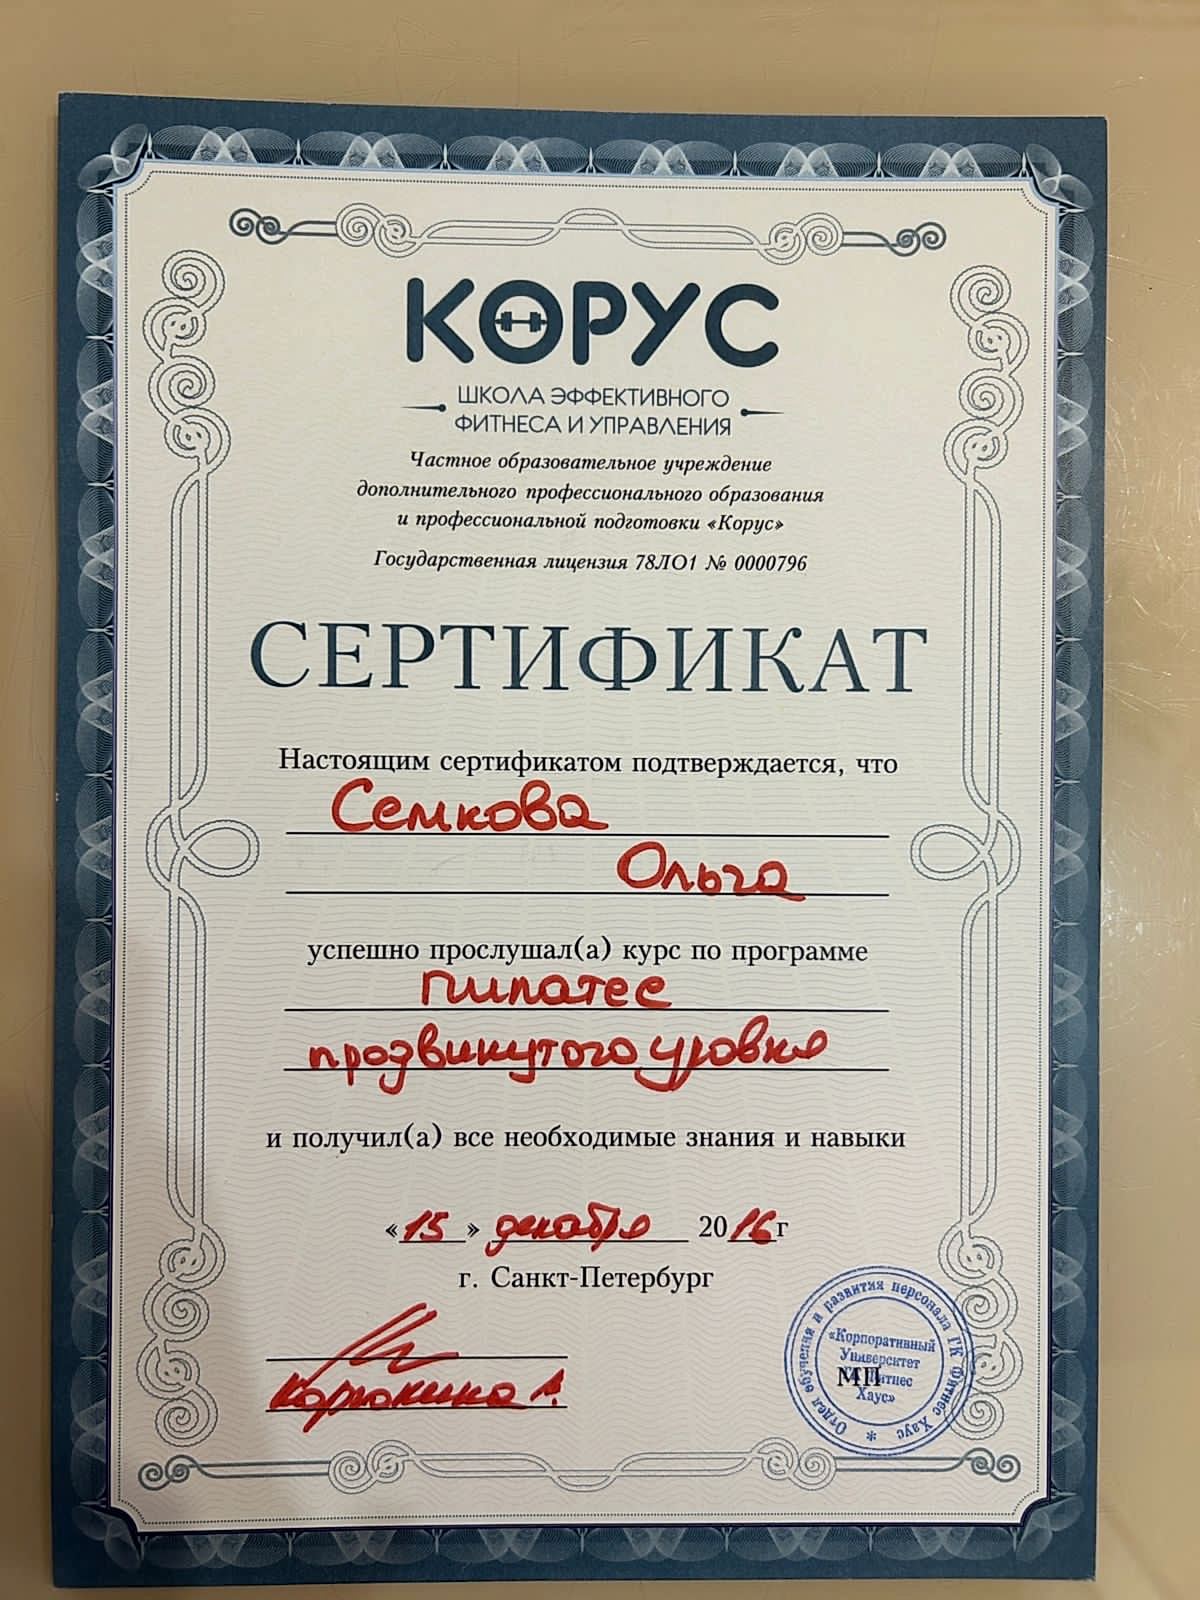 КОРУС
ШКОЛА ЭФФЕКТИВНОГО
ФИТНЕСА И УПРАВЛЕНИЯ
Частное образовательное учреждение
дополнительного профессионального образования
и профессиональной подготовки «Корус»
Государственная лицензия 78ЛО1 № 0000796
СЕРТИФИКАТ
Настоящим сертификатом подтверждается, что
Семкова
Ольга
успешно прослушал(а) курс по программе
Пилатес
продвинутого уровня
и получил(а) все необходимые знания и навыки
«15» декабря 2016г
г. Санкт-Петербург
МП
Отдел обучения и развития персонала ГК Фитнес Хаус *
«Корпоративный
Университет
Фитнес
Хаус»